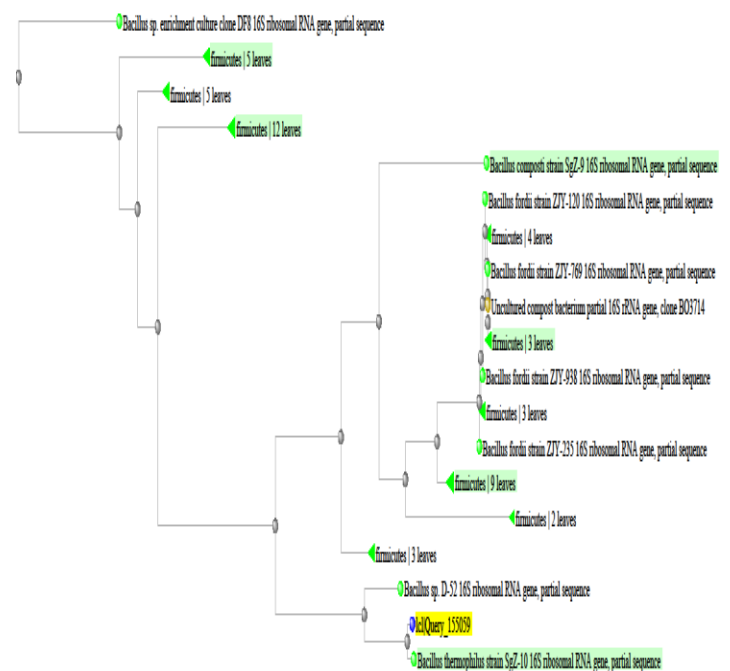 Bacillus sp. enrichment culture clone DF8 16S ribosomal RNA gene, partial sequence
firmicutes | 5 leaves
firmicutes | 5 leaves
firmicutes | 12 leaves
Bacillus composti strain SgZ-9 16S ribosomal RNA gene, partial sequence
Bacillus fordii strain ZJY-120 16S ribosomal RNA gene, partial sequence
firmicutes | 4 leaves
Bacillus fordii strain ZJY-769 16S ribosomal RNA gene, partial sequence
Uncultured compost bacterium partial 16S rRNA gene, clone BO3714
firmicutes | 3 leaves
Bacillus fordii strain ZJY-938 16S ribosomal RNA gene, partial sequence
firmicutes | 3 leaves
Bacillus fordii strain ZJY-235 16S ribosomal RNA gene, partial sequence
firmicutes | 9 leaves
firmicutes | 2 leaves
firmicutes | 3 leaves
Bacillus sp. D-52 16S ribosomal RNA gene, partial sequence
lcl|Query_155059
Bacillus thermophilus strain SgZ-10 16S ribosomal RNA gene, partial sequence